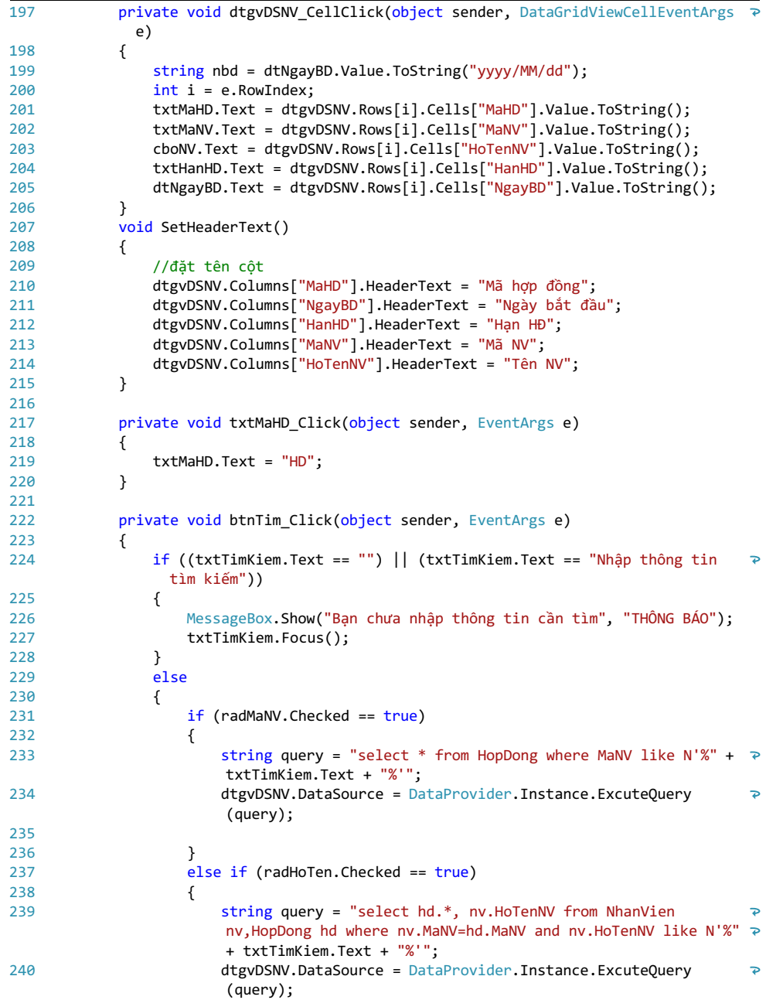 197 private void dtgvDSNV_CellClick(object sender, DataGridViewCellEventArgs
e)
198 {
199 string nbd = dtNgayBD.Value.ToString("yyyy/MM/dd");
200 int i = e.RowIndex;
201 txtMaHD.Text = dtgvDSNV.Rows[i].Cells["MaHD"].Value.ToString();
202 txtMaNV.Text = dtgvDSNV.Rows[i].Cells["MaNV"].Value.ToString();
203 cboNV.Text = dtgvDSNV.Rows[i].Cells["HoTenNV"].Value.ToString();
204 txtHanHD.Text = dtgvDSNV.Rows[i].Cells["HanHD"].Value.ToString();
205 dtNgayBD.Text = dtgvDSNV.Rows[i].Cells["NgayBD"].Value.ToString();
206 }
207 void SetHeaderText()
208 {
209 //đặt tên cột
210 dtgvDSNV.Columns["MaHD"].HeaderText = "Mã hợp đồng";
211 dtgvDSNV.Columns["NgayBD"].HeaderText = "Ngày bắt đầu";
212 dtgvDSNV.Columns["HanHD"].HeaderText = "Hạn HĐ";
213 dtgvDSNV.Columns["MaNV"].HeaderText = "Mã NV";
214 dtgvDSNV.Columns["HoTenNV"].HeaderText = "Tên NV";
215 }
216
217 private void txtMaHD_Click(object sender, EventArgs e)
218 {
219 txtMaHD.Text = "HD";
220 }
221
222 private void btnTim_Click(object sender, EventArgs e)
223 {
224 if ((txtTimKiem.Text == "") || (txtTimKiem.Text == "Nhập thông tin
tìm kiếm"))
225 {
226 MessageBox.Show("Bạn chưa nhập thông tin cần tìm", "THÔNG BÁO");
227 txtTimKiem.Focus();
228 }
229 else
230 {
231 if (radMaNV.Checked == true)
232 {
233 string query = "select * from HopDong where MaNV like N'%" +
txtTimKiem.Text + "%'";
234 dtgvDSNV.DataSource = DataProvider.Instance.ExcuteQuery
(query);
235
236 }
237 else if (radHoTen.Checked == true)
238 {
239 string query = "select hd.*, nv.HoTenNV from NhanVien
nv,HopDong hd where nv.MaNV=hd.MaNV and nv.HoTenNV like N'%"
+ txtTimKiem.Text + "%'";
240 dtgvDSNV.DataSource = DataProvider.Instance.ExcuteQuery
(query);